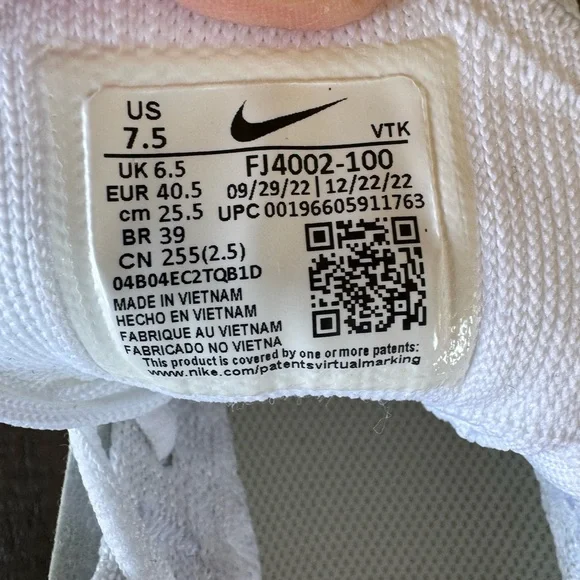 US
7.5
VTK
UK 6.5
FJ4002-100
EUR 40.5
09/29/22 | 12/22/22
cm 25.5
UPC 00196605911763
BR 39
CN 255(2.5)
04B04EC2TQB1D
MADE IN VIETNAM
HECHO EN VIETNAM
FABRIQUE AU VIETNAM
FABRICADO NO VIETNA
This product is covered by one or more patents:
www.nike.com/patentsvirtualmarking